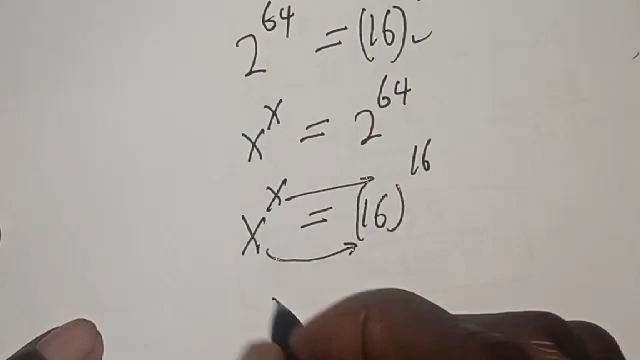 2^64 = (16)
x^x = 2^64
x^x = (16)^16